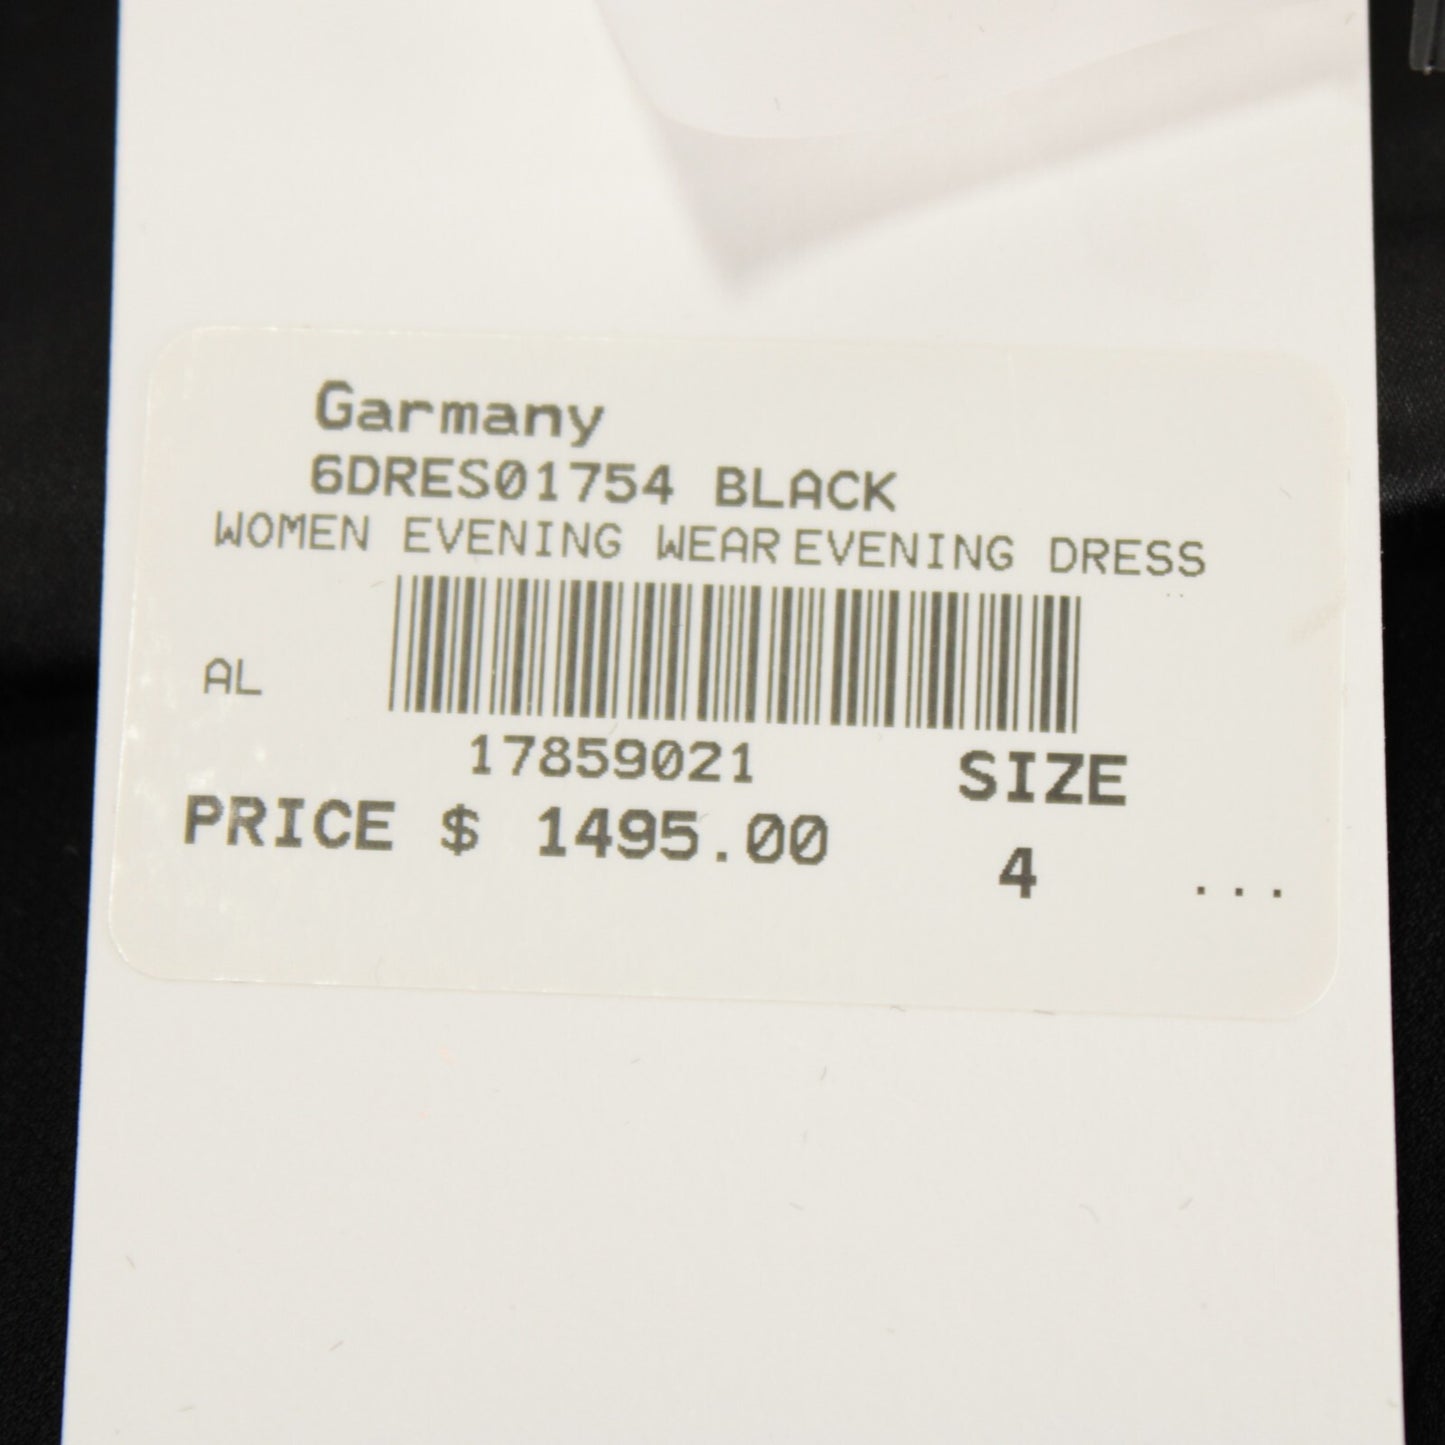 Garmany
6DRES01754 BLACK
WOMEN EVENING WEAR EVENING DRESS
AL
17859021
SIZE
PRICE $ 1495.00
4 ...